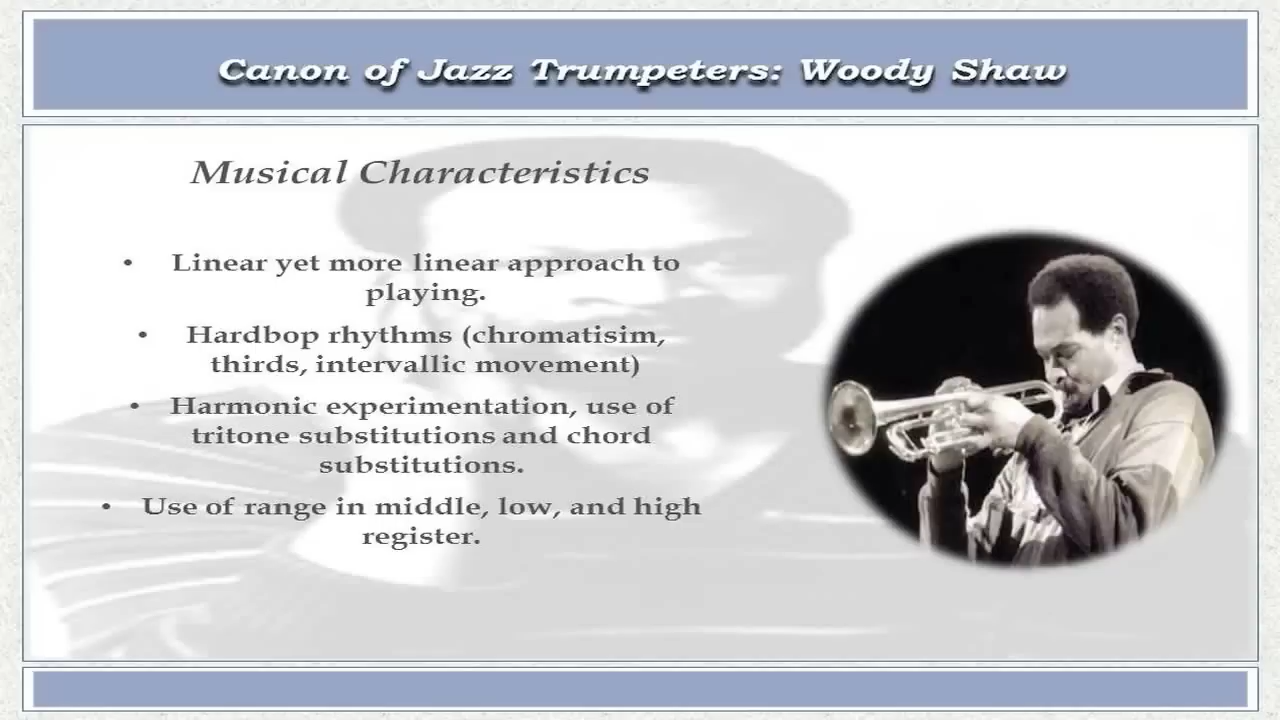 Canon of Jazz Trumpeters: Woody Shaw
Musical Characteristics
• Linear yet more linear approach to
playing.
• Hardbop rhythms (chromatisim,
thirds, intervallic movement)
• Harmonic experimentation, use of
tritone substitutions and chord
substitutions.
• Use of range in middle, low, and high
register.